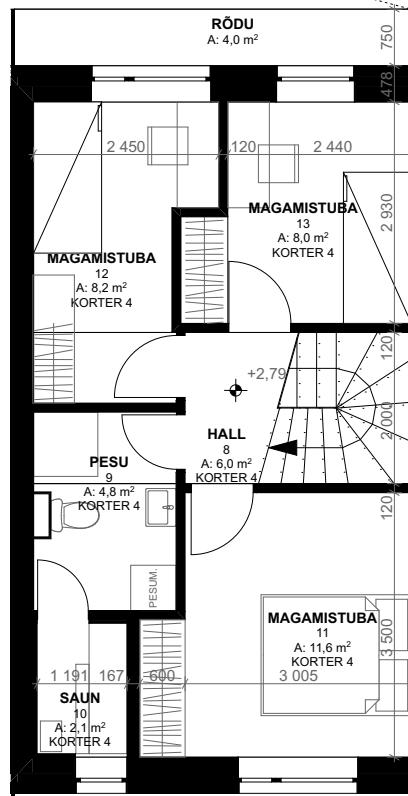 RÕDU
A: 4,0 m²
750
478
2 450
120
2 440
2 930
MAGAMISTUBA
13
A: 8,0 m²
KORTER 4
MAGAMISTUBA
12
A: 8,2 m²
KORTER 4
120
+2,79
2 000
HALL
8
A: 6,0 m²
KORTER 4
PESU
9
A: 4,8 m²
KORTER 4
120
PESUM.
MAGAMISTUBA
11
A: 11,6 m²
KORTER 4
3 500
1 191
167
600
3 005
SAUN
10
A: 2,1 m²
KORTER 4